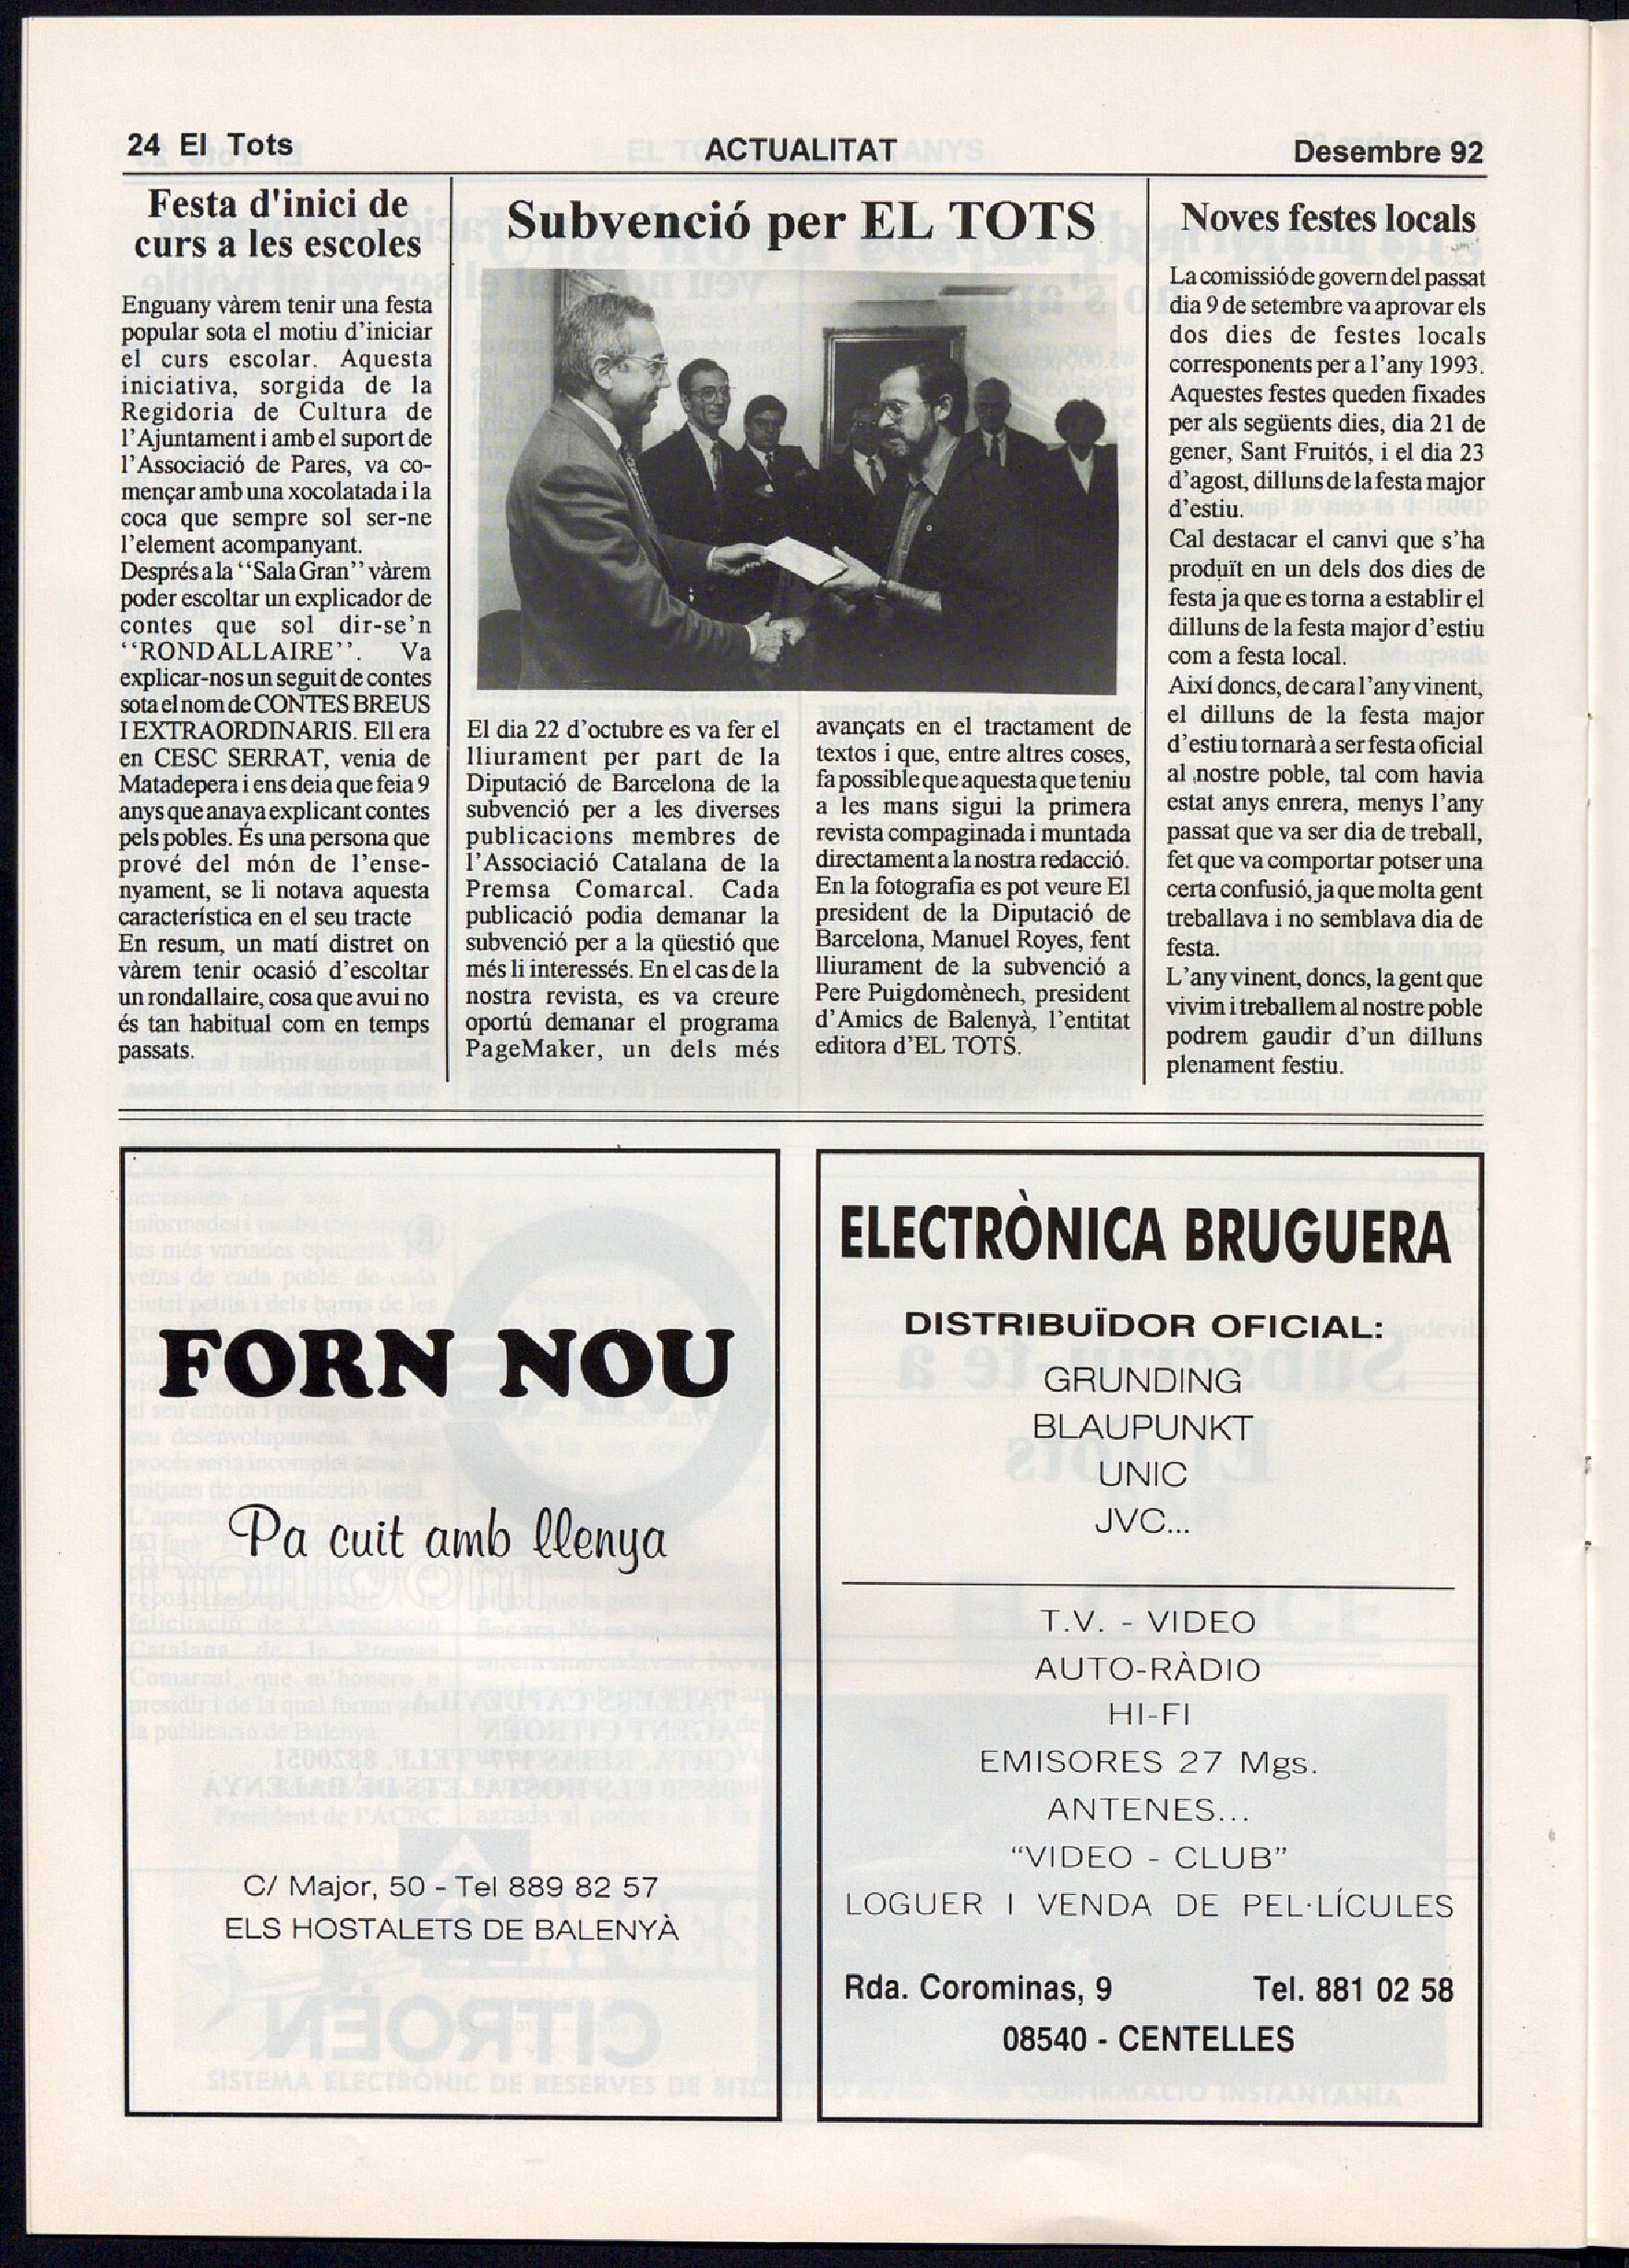 24 El Tots
ACTUALITAT
Desembre 92
Festa d'inici de
curs a les escoles
Enguany vàrem tenir una festa
popular sota el motiu d’iniciar
el curs escolar. Aquesta
iniciativa, sorgida de la
Regidoria de Cultura de
l’Ajuntament i amb el suport de
l’Associació de Pares, va co-
mençar amb una xocolatada i la
coca que sempre sol ser-ne
l’element acompanyant.
Després a la ‘‘Sala Gran’’ vàrem
poder escoltar un explicador de
contes que sol dir-se’n
‘‘RONDALLAIRE’’. Va
explicar-nos un seguit de contes
sota el nom de CONTES BREUS
I EXTRAORDINARIS. Ell era
en CESC SERRAT, venia de
Matadepera i ens deia que feia 9
anys que anava explicant contes
pels pobles. És una persona que
prové del món de l’ense-
nyament, se li notava aquesta
característica en el seu tracte
En resum, un matí distret on
vàrem tenir ocasió d’escoltar
un rondallaire, cosa que avui no
és tan habitual com en temps
passats.
Subvenció per EL TOTS
El dia 22 d’octubre es va fer el
lliurament per part de la
Diputació de Barcelona de la
subvenció per a les diverses
publicacions membres de
l’Associació Catalana de la
Premsa Comarcal. Cada
publicació podia demanar la
subvenció per a la qüestió que
més li interessés. En el cas de la
nostra revista, es va creure
oportú demanar el programa
PageMaker, un dels més
avançats en el tractament de
textos i que, entre altres coses,
fa possible que aquesta que teniu
a les mans sigui la primera
revista compaginada i muntada
directament a la nostra redacció.
En la fotografia es pot veure El
president de la Diputació de
Barcelona, Manuel Royes, fent
lliurament de la subvenció a
Pere Puigdomènech, president
d’Amics de Balenyà, l’entitat
editora d’EL TOTS.
Noves festes locals
La comissió de govern del passat
dia 9 de setembre va aprovar els
dos dies de festes locals
corresponents per a l’any 1993.
Aquestes festes queden fixades
per als següents dies, dia 21 de
gener, Sant Fruitós, i el dia 23
d’agost, dilluns de la festa major
d’estiu.
Cal destacar el canvi que s’ha
produït en un dels dos dies de
festa ja que es torna a establir el
dilluns de la festa major d’estiu
com a festa local.
Així doncs, de cara l’any vinent,
el dilluns de la festa major
d’estiu tornarà a ser festa oficial
al nostre poble, tal com havia
estat anys enrera, menys l’any
passat que va ser dia de treball,
fet que va comportar potser una
certa confusió, ja que molta gent
treballava i no semblava dia de
festa.
L’any vinent, doncs, la gent que
vivim i treballem al nostre poble
podrem gaudir d’un dilluns
plenament festiu.
FORN NOU
Pa cuit amb llenya
C/ Major, 50 - Tel 889 82 57
ELS HOSTALETS DE BALENYÀ
ELECTRÒNICA BRUGUERA
DISTRIBUÏDOR OFICIAL:
GRUNDING
BLAUPUNKT
UNIC
JVC...
T.V. - VIDEO
AUTO-RÀDIO
HI-FI
EMISORES 27 Mgs.
ANTENES...
“VIDEO - CLUB”
LOGUER I VENDA DE PEL·LÍCULES
Rda. Corominas, 9 Tel. 881 02 58
08540 - CENTELLES